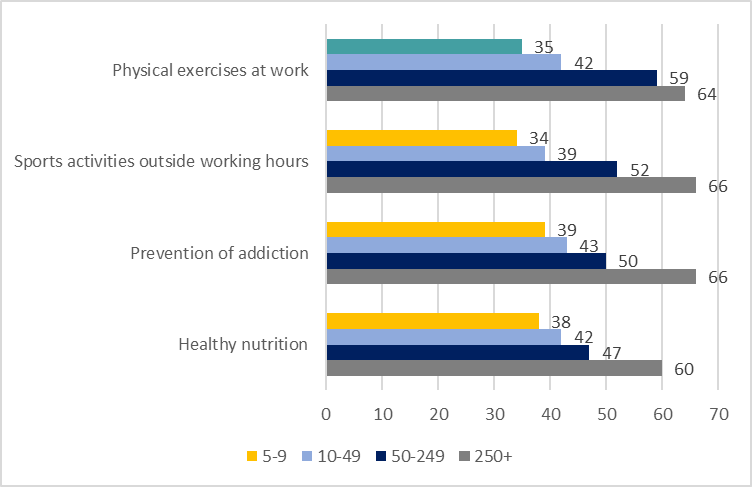 Physical exercises at work
35
42
59
64
Sports activities outside working hours
34
39
52
66
Prevention of addiction
39
43
50
66
Healthy nutrition
38
42
47
60
0 10 20 30 40 50 60 70
5-9 10-49 50-249 250+